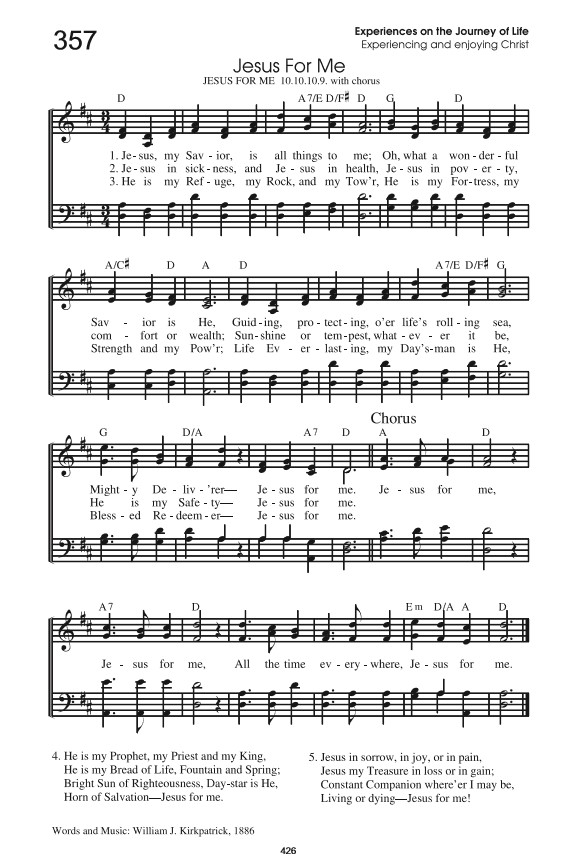 357
Experiences on the Journey of Life
Experiencing and enjoying Christ
Jesus For Me
JESUS FOR ME 10.10.10.9. with chorus
D A7/E D/F♯ D G D
1. Je - sus, my Sav - ior, is all things to me; Oh, what a won - der - ful
2. Je - sus in sick - ness, and Je - sus in health, Je - sus in pov - er - ty,
3. He is my Ref - uge, my Rock, and my Tow'r, He is my For - tress, my
A/C♯ D A D A7/E D/F♯ G
Sav - ior is He, Guid - ing, pro - tect - ing, o'er life's roll - ing sea,
com - fort or wealth; Sun - shine or tem - pest, what - ev - er it be,
Strength and my Pow'r; Life Ev - er - last - ing, my Day's - man is He,
Chorus
G D/A A7 D A D
Might - y De - liv - 'rer— Je - sus for me. Je - sus for me,
He is my Safe - ty— Je - sus for me.
Bless - ed Re - deem - er— Je - sus for me.
A7 D Em D/A A D
Je - sus for me, All the time ev - ery - where, Je - sus for me.
4. He is my Prophet, my Priest and my King,
He is my Bread of Life, Fountain and Spring;
Bright Sun of Righteousness, Day-star is He,
Horn of Salvation—Jesus for me.
5. Jesus in sorrow, in joy, or in pain,
Jesus my Treasure in loss or in gain;
Constant Companion where'er I may be,
Living or dying—Jesus for me!
Words and Music: William J. Kirkpatrick, 1886
426